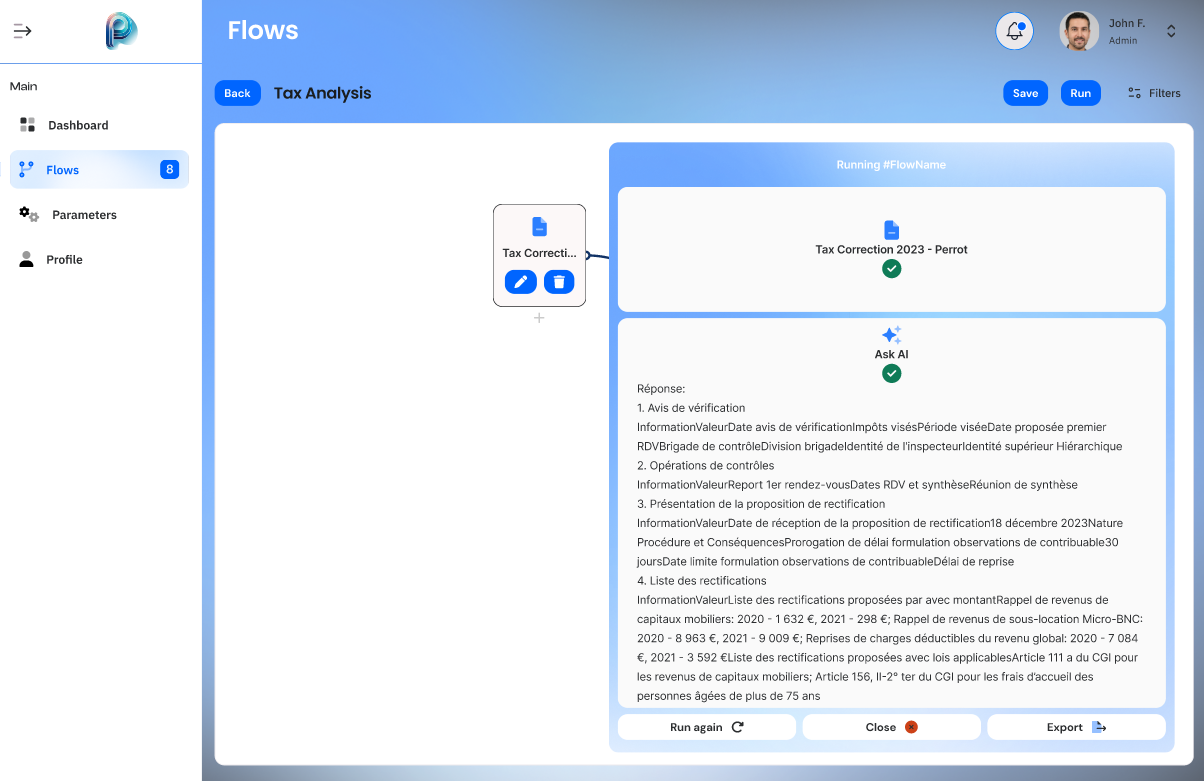 Flows
John F.
Admin
Main
Back
Tax Analysis
Save
Run
Filters
Dashboard
Flows
8
Parameters
Profile
Tax Correcti...
Running #FlowName
Tax Correction 2023 - Perrot
Ask AI
Réponse:
1. Avis de vérification
InformationValeurDate avis de vérificationImpôts visésPériode viséeDate proposée premier
RDVBrigade de contrôleDivision brigadeIdentité de l'inspecteurIdentité supérieur Hiérarchique
2. Opérations de contrôles
InformationValeurReport 1er rendez-vousDates RDV et synthèseRéunion de synthèse
3. Présentation de la proposition de rectification
InformationValeurDate de réception de la proposition de rectification18 décembre 2023Nature
Procédure et ConséquencesProrogation de délai formulation observations de contribuable30
joursDate limite formulation observations de contribuableDélai de reprise
4. Liste des rectifications
InformationValeurListe des rectifications proposées par avec montantRappel de revenus de
capitaux mobiliers: 2020 - 1 632 €, 2021 - 298 €; Rappel de revenus de sous-location Micro-BNC:
2020 - 8 963 €, 2021 - 9 009 €; Reprises de charges déductibles du revenu global: 2020 - 7 084
€, 2021 - 3 592 €Liste des rectifications proposées avec lois applicablesArticle 111 a du CGI pour
les revenus de capitaux mobiliers; Article 156, II-2° ter du CGI pour les frais d'accueil des
personnes âgées de plus de 75 ans
Run again
Close
Export